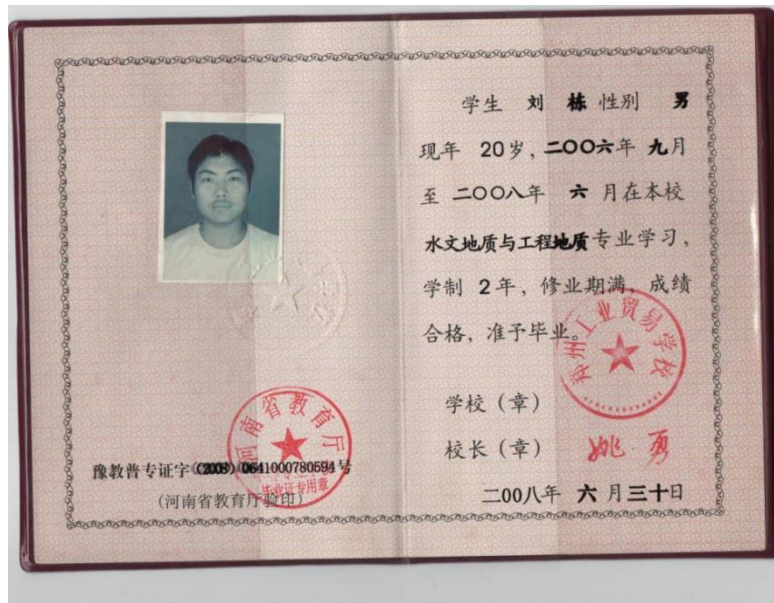 学生 刘 栋 性别 男
现年 20岁，二〇〇六年 九月
至 二〇〇八年 六 月在本校
水文地质与工程地质专业学习，
学制 2 年，修业期满，成绩
合格，准予毕业。
学校（章）
校长（章） 姚勇
二〇〇八年 六 月三十日
郑州工业贸易学校
河南省教育厅
毕业证专用章
豫教普专证字（2008）0641000780594号
（河南省教育厅验印）